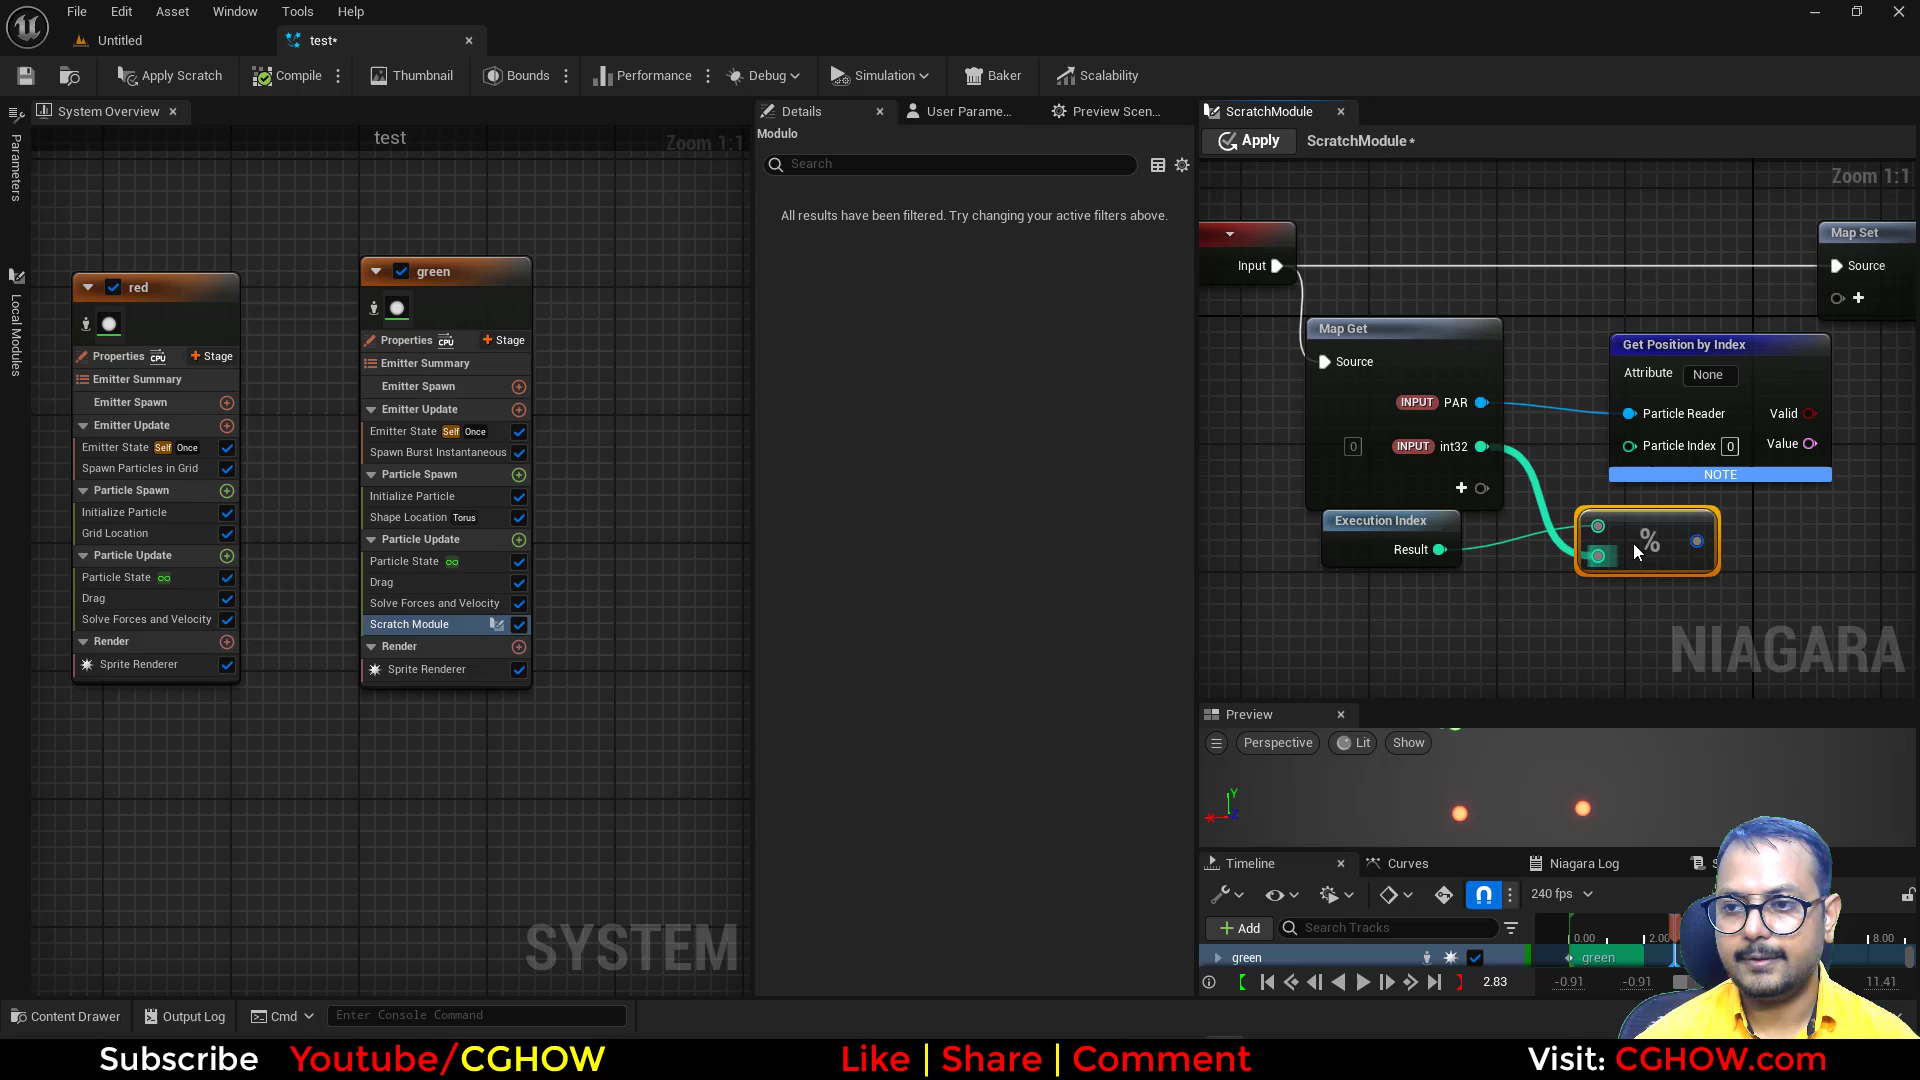 File Edit Asset Window Tools Help
Untitled
test*
Apply Scratch
Compile
Thumbnail
Bounds
Performance
Debug
Simulation
Baker
Scalability
Parameters
Local Modules
System Overview
test
Zoom 1:1
red
Properties CPU + Stage
Emitter Summary
Emitter Spawn
Emitter Update
Emitter State Self Once
Spawn Particles in Grid
Particle Spawn
Initialize Particle
Grid Location
Particle Update
Particle State
Drag
Solve Forces and Velocity
Render
Sprite Renderer
green
Properties CPU + Stage
Emitter Summary
Emitter Spawn
Emitter Update
Emitter State Self Once
Spawn Burst Instantaneous
Particle Spawn
Initialize Particle
Shape Location Torus
Particle Update
Particle State
Drag
Solve Forces and Velocity
Scratch Module
Render
Sprite Renderer
SYSTEM
Details
User Parame...
Preview Scen...
Modulo
Search
All results have been filtered. Try changing your active filters above.
ScratchModule
Apply
ScratchModule*
Zoom 1:1
Input
Map Set
Source
Map Get
Source
INPUT PAR
0 INPUT int32
Get Position by Index
Attribute None
Particle Reader Valid
Particle Index 0 Value
NOTE
Execution Index
Result
%
NIAGARA
Preview
Perspective
Lit
Show
Y
X
Z
Timeline
Curves
Niagara Log
S
240 fps
+ Add
Search Tracks
0.00 2.00 8.00
green
green
2.83
-0.91 -0.91 11.41
Content Drawer
Output Log
Cmd
Enter Console Command
Subscribe Youtube/CGHOW
Like | Share | Comment
Visit: CGHOW.com